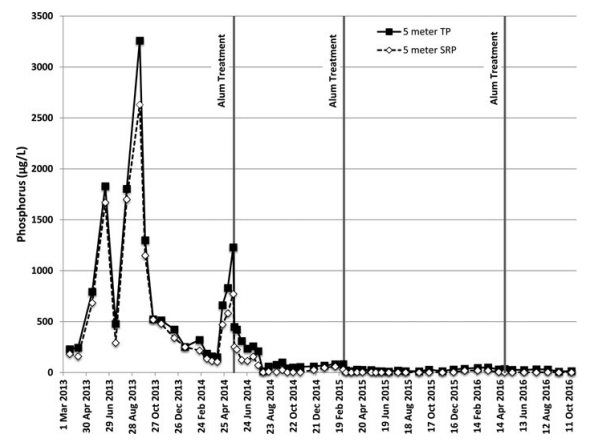 3500
3000
2500
2000
1500
1000
500
0
Phosphorus (µg/L)
5 meter TP
5 meter SRP
Alum Treatment
Alum Treatment
Alum Treatment
1 Mar 2013
30 Apr 2013
29 Jun 2013
28 Aug 2013
27 Oct 2013
26 Dec 2013
24 Feb 2014
25 Apr 2014
24 Jun 2014
23 Aug 2014
22 Oct 2014
21 Dec 2014
19 Feb 2015
20 Apr 2015
19 Jun 2015
18 Aug 2015
17 Oct 2015
16 Dec 2015
14 Feb 2016
14 Apr 2016
13 Jun 2016
12 Aug 2016
11 Oct 2016